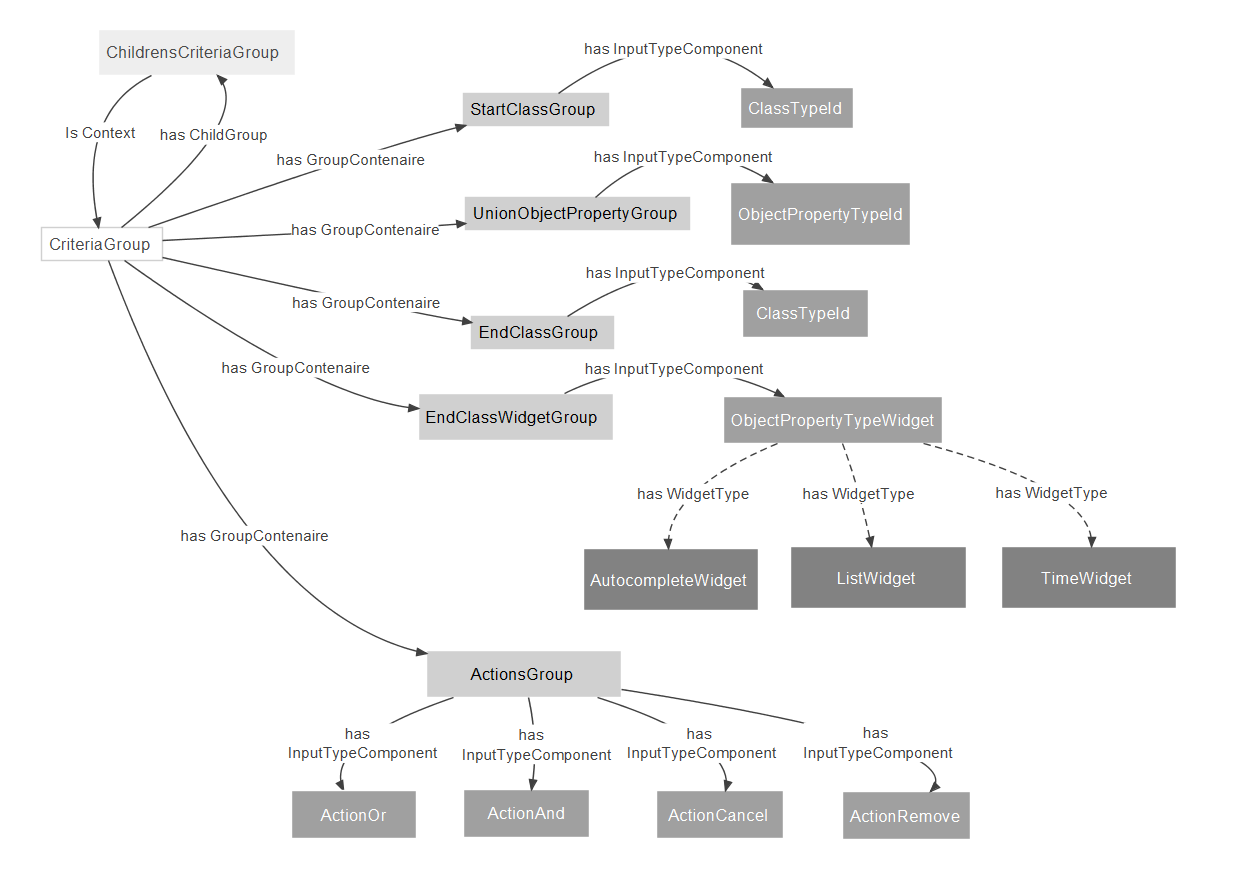 ChildrensCriteriaGroup
has InputTypeComponent
StartClassGroup
ClassTypeId
Is Context
has ChildGroup
has GroupContenaire
has InputTypeComponent
UnionObjectPropertyGroup
ObjectPropertyTypeId
has GroupContenaire
CriteriaGroup
has InputTypeComponent
has GroupContenaire
ClassTypeId
EndClassGroup
has GroupContenaire
has InputTypeComponent
EndClassWidgetGroup
ObjectPropertyTypeWidget
has WidgetType
has WidgetType
has WidgetType
has GroupContenaire
AutocompleteWidget
ListWidget
TimeWidget
ActionsGroup
has
InputTypeComponent
has
InputTypeComponent
has
InputTypeComponent
has
InputTypeComponent
ActionOr
ActionAnd
ActionCancel
ActionRemove